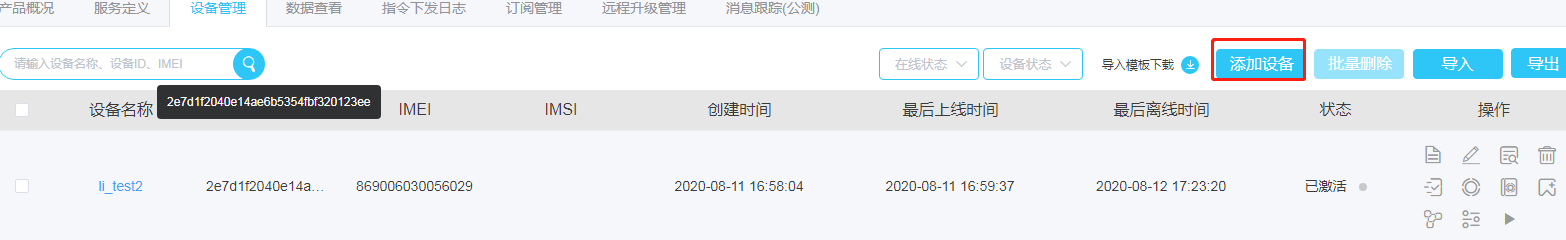 产品概况 服务定义 设备管理 数据查看 指令下发日志 订阅管理 远程升级管理 消息跟踪(公测)
请输入设备名称、设备ID、IMEI 在线状态 设备状态 导入模板下载 添加设备 批量删除 导入 导出
2e7d1f2040e14ae6b5354fbf320123ee
设备名称 IMEI IMSI 创建时间 最后上线时间 最后离线时间 状态 操作
li_test2 2e7d1f2040e14a... 869006030056029 2020-08-11 16:58:04 2020-08-11 16:59:37 2020-08-12 17:23:20 已激活